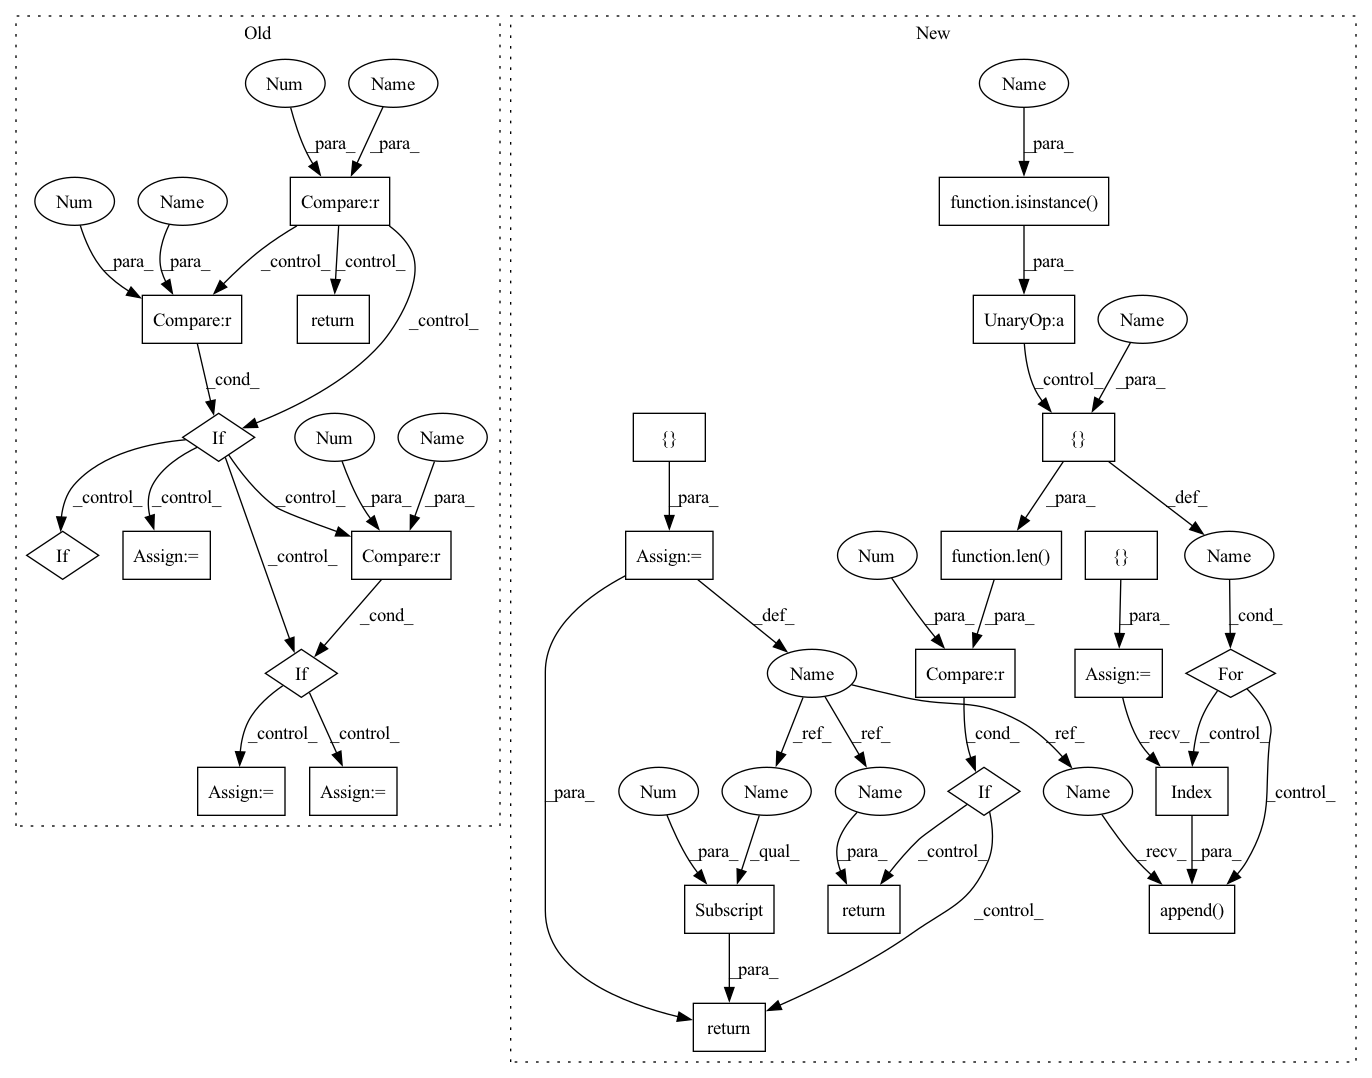 Old
New
Num
Name
Name
_para_
_para_
_para_
Num
Name
Compare:r
function.isinstance()
_para_
_para_
_control_
_control_
_para_
Compare:r
return
_control_
UnaryOp:a
Name
_cond_
_control_
_para_
If
Num
Name
{}
{}
_control_
_control_
_control_
_para_
_para_
_para_
_para_
_def_
If
Assign:=
_control_
Compare:r
Assign:=
Num
function.len()
{}
Name
_cond_
_def_
_para_
_para_
_para_
_cond_
If
Name
Compare:r
Assign:=
For
_control_
_control_
_ref_
_ref_
_cond_
_ref_
_recv_
_control_
Assign:=
Assign:=
_para_
Num
Name
Name
If
Name
Index
_control_
_para_
_qual_
_para_
_control_
_recv_
_para_
Subscript
return
_control_
append()
_para_
return